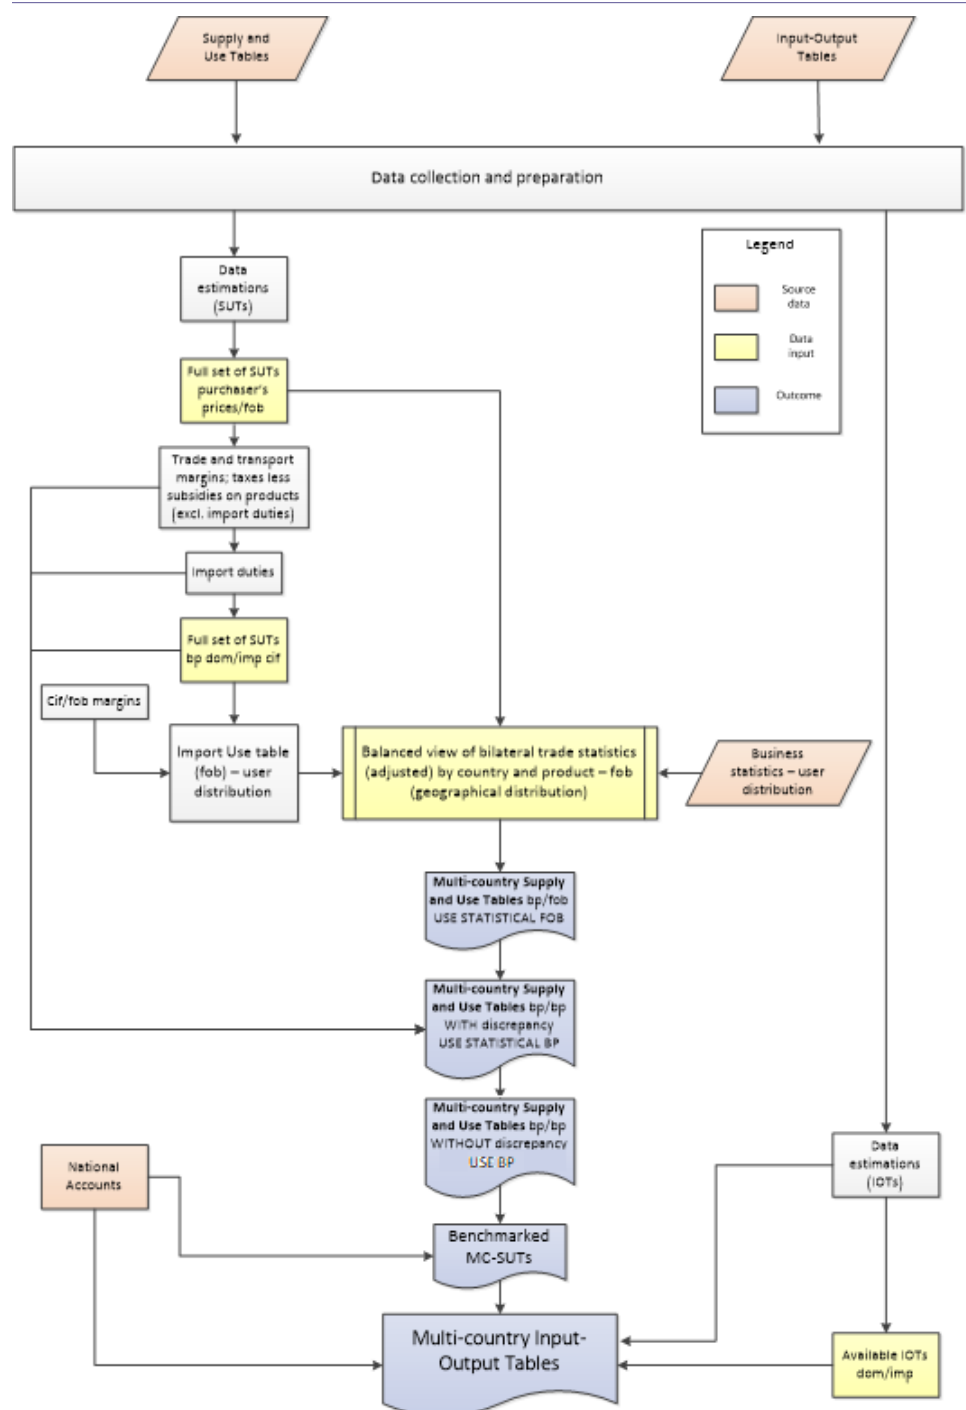 Supply and
Use Tables
Input-Output
Tables
Data collection and preparation
Legend
Source
data
Data
input
Outcome
Data
estimations
(SUTs)
Full set of SUTs
purchaser's
prices/fob
Trade and transport
margins; taxes less
subsidies on products
(excl. import duties)
Import duties
Full set of SUTs
bp dom/imp cif
Cif/fob margins
Import Use table
(fob) – user
distribution
Balanced view of bilateral trade statistics
(adjusted) by country and product – fob
(geographical distribution)
Business
statistics – user
distribution
Multi-country Supply
and Use Tables bp/fob
USE STATISTICAL FOB
Multi-country Supply
and Use Tables bp/bp
WITH discrepancy
USE STATISTICAL BP
Multi-country Supply
and Use Tables bp/bp
WITHOUT discrepancy
USE BP
National
Accounts
Data
estimations
(IOTs)
Benchmarked
MC-SUTs
Multi-country Input-
Output Tables
Available IOTs
dom/imp